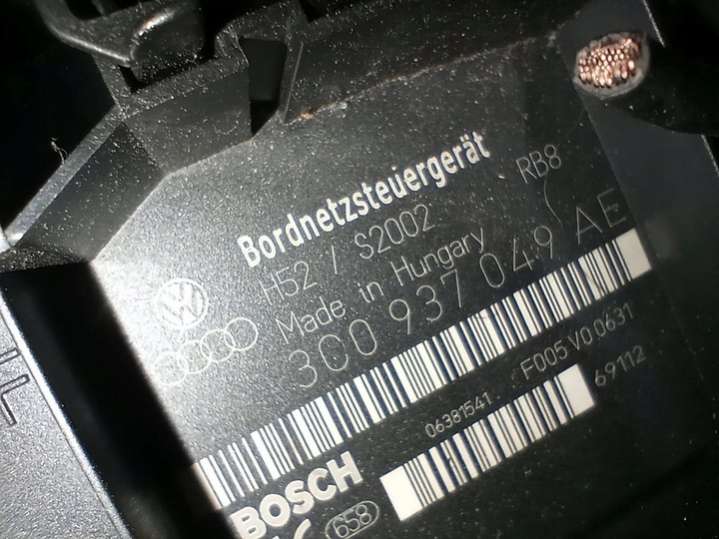 Bordnetzsteuergerät
H52 / S2002 RB8
Made in Hungary
3C0 937 049 AE
06381541 F005 V0 0631
69112
BOSCH
658